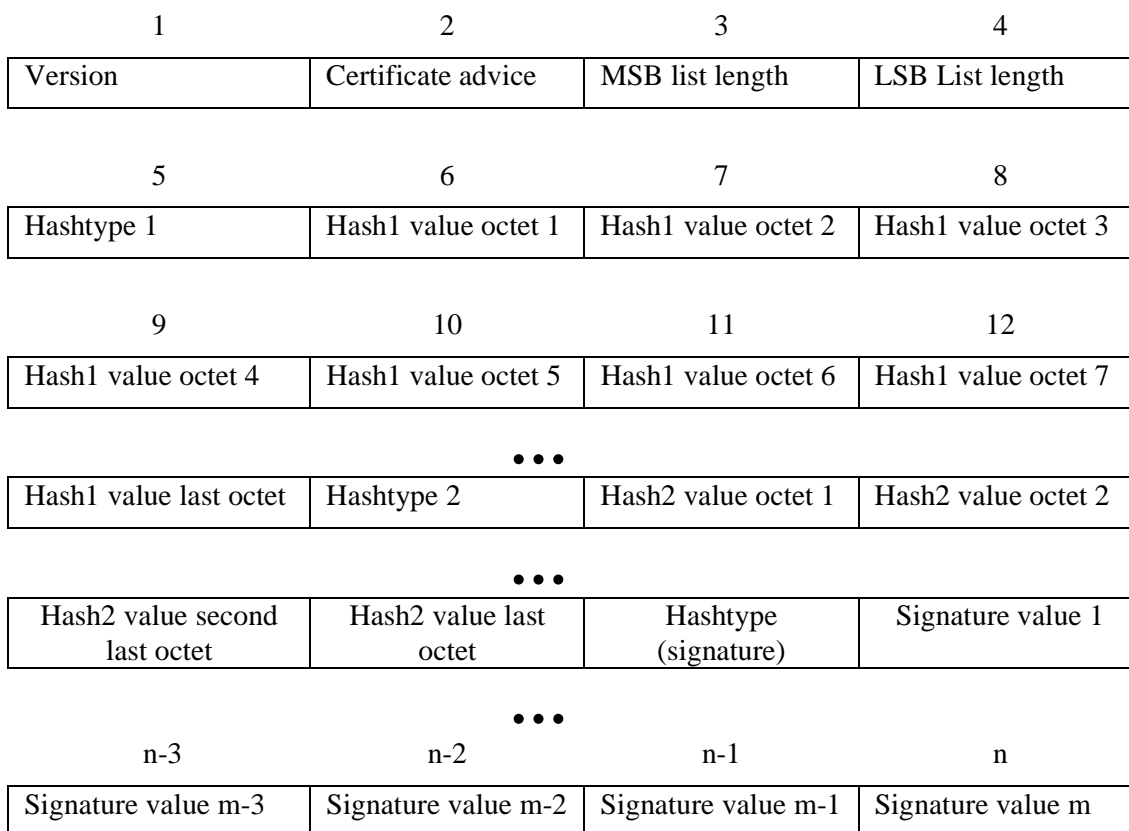 1 2 3 4
Version Certificate advice MSB list length LSB List length
5 6 7 8
Hashtype 1 Hash1 value octet 1 Hash1 value octet 2 Hash1 value octet 3
9 10 11 12
Hash1 value octet 4 Hash1 value octet 5 Hash1 value octet 6 Hash1 value octet 7
•••
Hash1 value last octet Hashtype 2 Hash2 value octet 1 Hash2 value octet 2
•••
Hash2 value second Hash2 value last Hashtype Signature value 1
last octet octet (signature)
•••
n-3 n-2 n-1 n
Signature value m-3 Signature value m-2 Signature value m-1 Signature value m